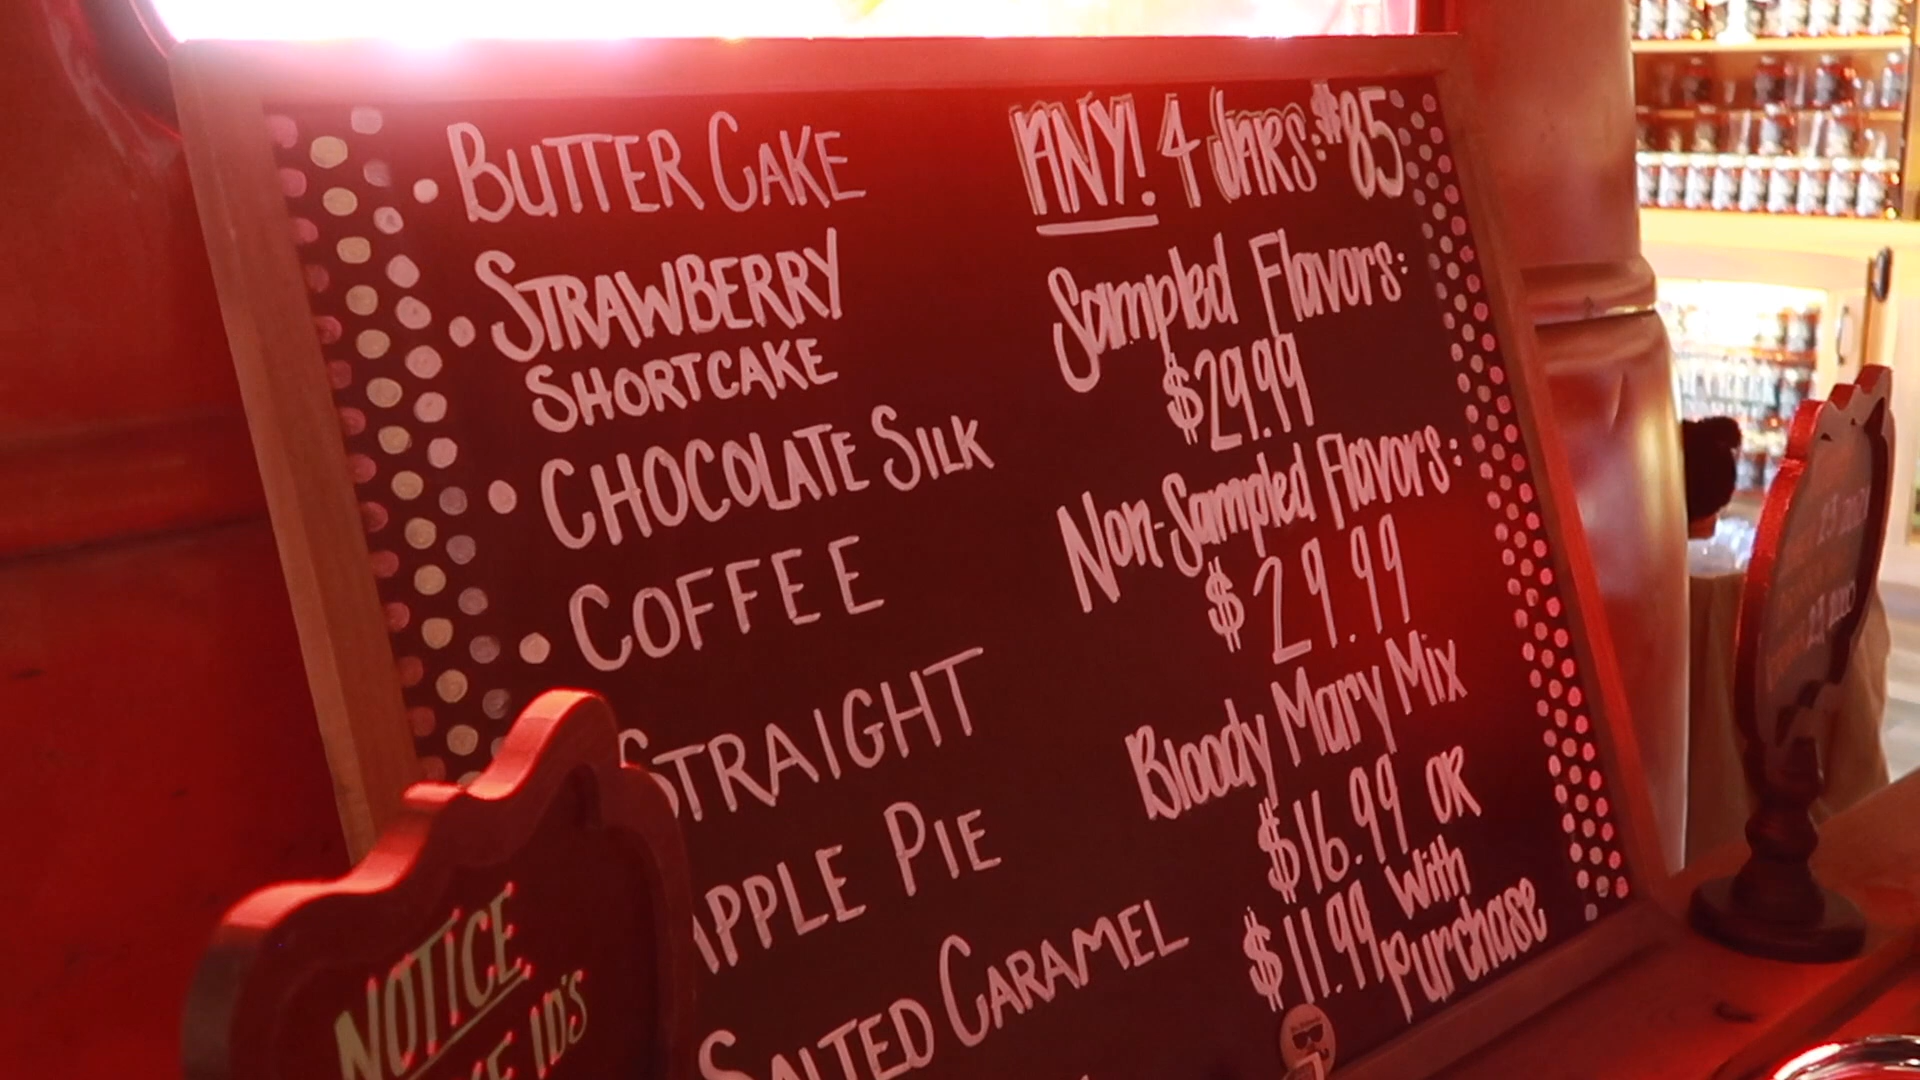 BUTTER CAKE
STRAWBERRY
SHORTCAKE
CHOCOLATE SILK
COFFEE
STRAIGHT
APPLE PIE
SALTED CARAMEL
ANY! 4 JARS: $85
Sampled Flavors:
$29.99
Non-Sampled Flavors:
$29.99
Bloody Mary Mix
$16.99 OR
$11.99 with
purchase
NOTICE
ID'S